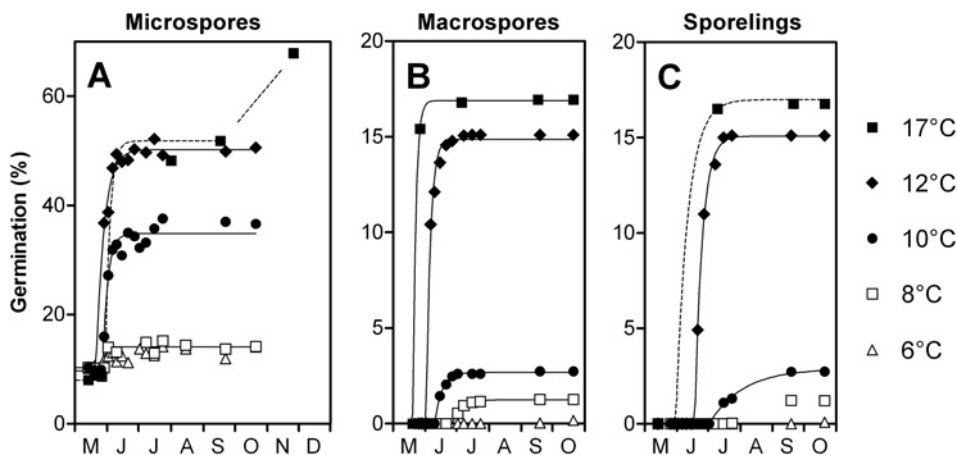 Microspores
Macrospores
Sporelings
Germination (%)
A
60
40
20
0
M J J A S O N D
B
20
15
10
5
0
M J J A S O
C
20
15
10
5
0
M J J A S O
17°C
12°C
10°C
8°C
6°C